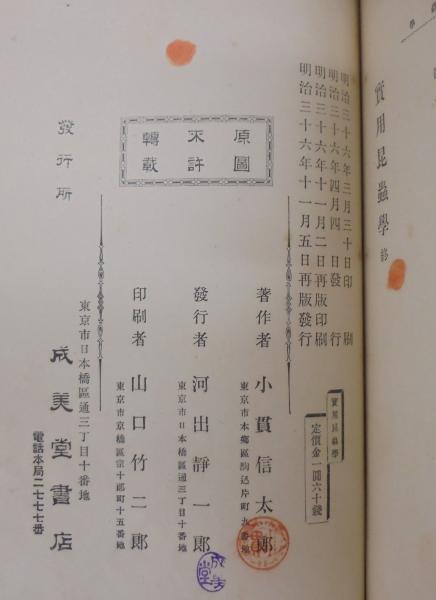 實用昆蟲學 終
明治三十六年三月三十日印刷
明治三十六年四月四日發行
明治三十六年十一月二日再版印刷
明治三十六年十一月五日再版發行
實用昆蟲學
定價金一圓六十錢
原圖
不許
轉載
著作者 小貫信太郎
東京市本鄉區駒込片町九番地
發行者 河出靜一郎
東京市日本橋區通三丁目十番地
印刷者 山口竹二郎
東京市京橋區宗十郎町十五番地
發行所
東京市日本橋區通三丁目十番地
成美堂書店
電話本局二七七七番
成美堂